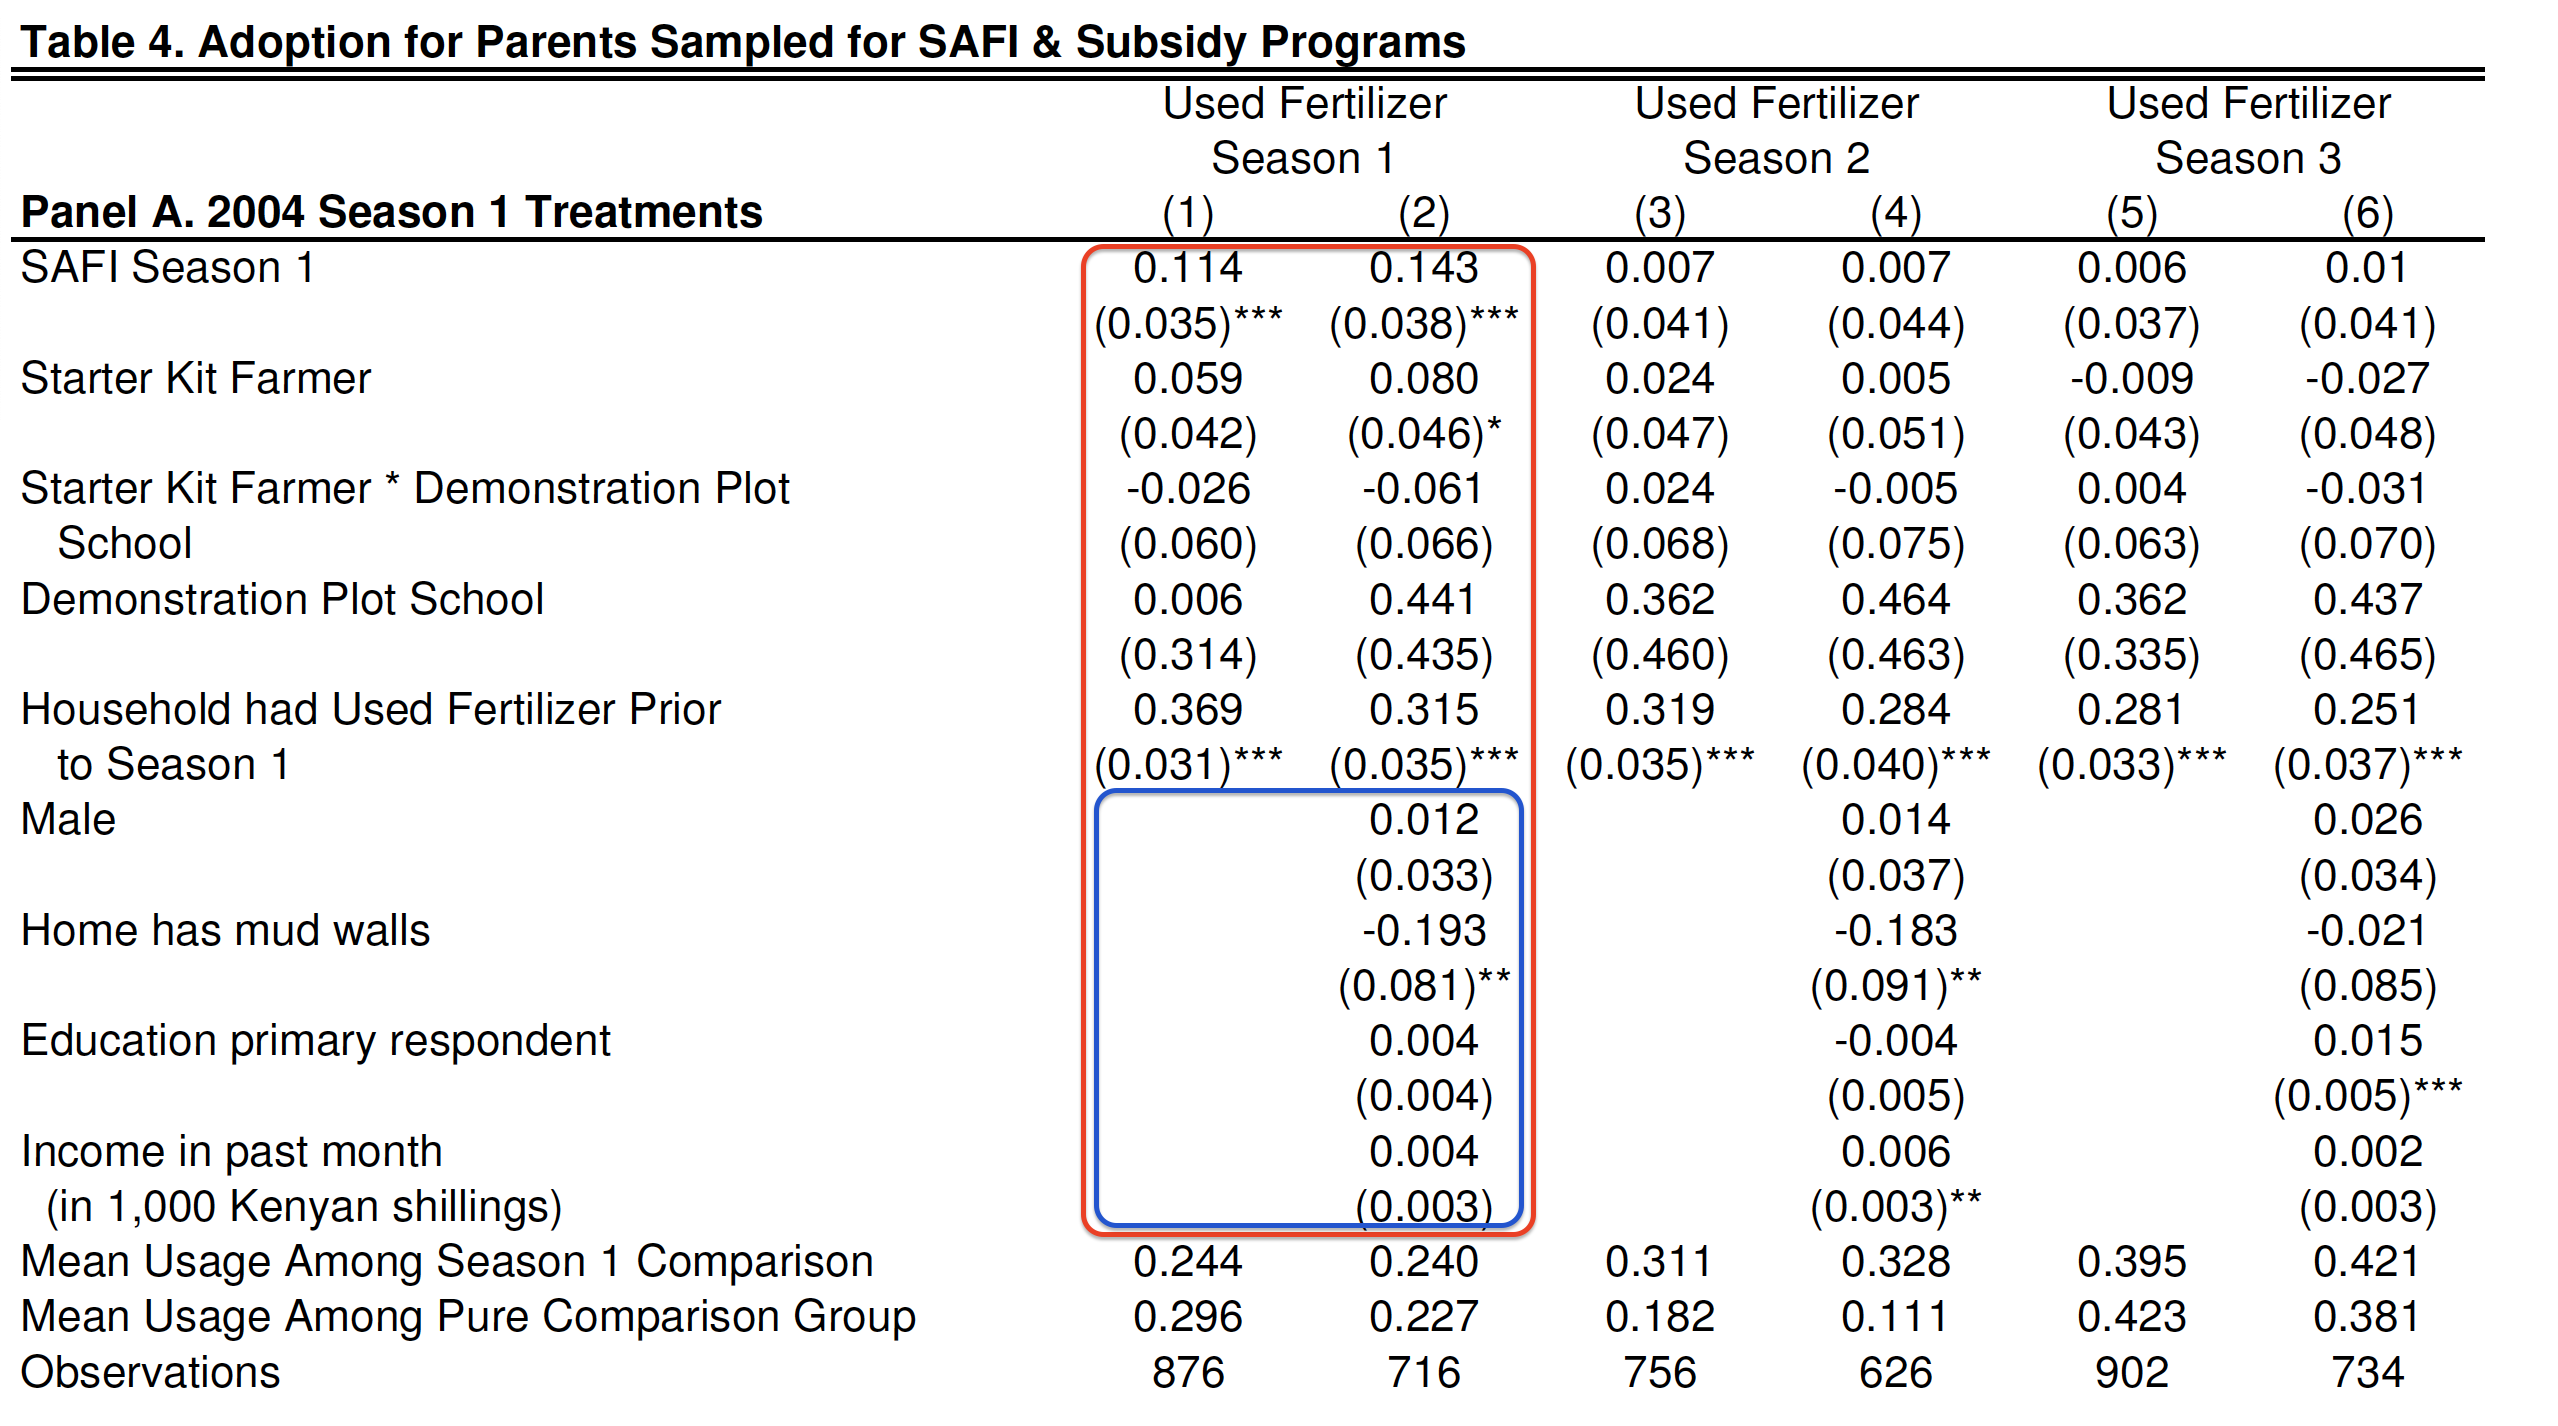 Table 4. Adoption for Parents Sampled for SAFI & Subsidy Programs
Used Fertilizer Used Fertilizer Used Fertilizer
Season 1 Season 2 Season 3
Panel A. 2004 Season 1 Treatments (1) (2) (3) (4) (5) (6)
SAFI Season 1 0.114 0.143 0.007 0.007 0.006 0.01
(0.035)*** (0.038)*** (0.041) (0.044) (0.037) (0.041)
Starter Kit Farmer 0.059 0.080 0.024 0.005 -0.009 -0.027
(0.042) (0.046)* (0.047) (0.051) (0.043) (0.048)
Starter Kit Farmer * Demonstration Plot -0.026 -0.061 0.024 -0.005 0.004 -0.031
School (0.060) (0.066) (0.068) (0.075) (0.063) (0.070)
Demonstration Plot School 0.006 0.441 0.362 0.464 0.362 0.437
(0.314) (0.435) (0.460) (0.463) (0.335) (0.465)
Household had Used Fertilizer Prior 0.369 0.315 0.319 0.284 0.281 0.251
to Season 1 (0.031)*** (0.035)*** (0.035)*** (0.040)*** (0.033)*** (0.037)***
Male 0.012 0.014 0.026
(0.033) (0.037) (0.034)
Home has mud walls -0.193 -0.183 -0.021
(0.081)** (0.091)** (0.085)
Education primary respondent 0.004 -0.004 0.015
(0.004) (0.005) (0.005)***
Income in past month 0.004 0.006 0.002
(in 1,000 Kenyan shillings) (0.003) (0.003)** (0.003)
Mean Usage Among Season 1 Comparison 0.244 0.240 0.311 0.328 0.395 0.421
Mean Usage Among Pure Comparison Group 0.296 0.227 0.182 0.111 0.423 0.381
Observations 876 716 756 626 902 734